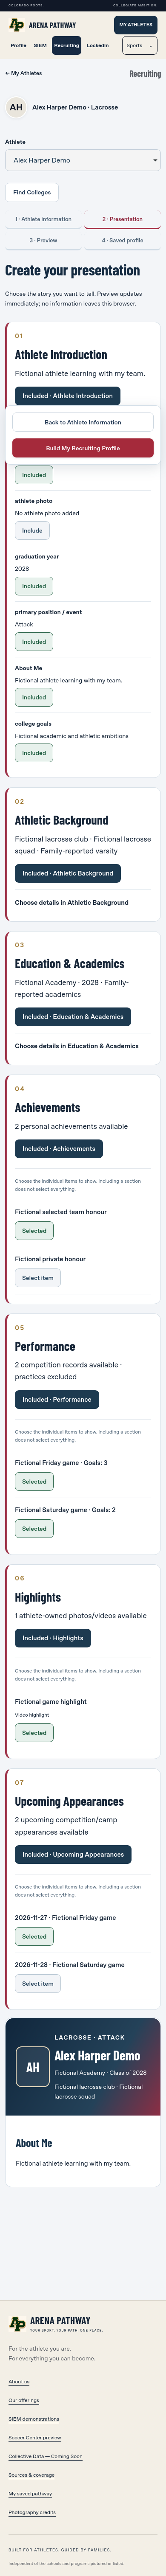 COLORADO ROOTS.
COLLEGIATE AMBITION.
AP
ARENA PATHWAY
MY ATHLETES
Profile
SIEM
Recruiting
Lockedin
Sports
← My Athletes
Recruiting
AH
Alex Harper Demo · Lacrosse
Athlete
Alex Harper Demo
Find Colleges
1 · Athlete information
2 · Presentation
3 · Preview
4 · Saved profile
Create your presentation
Choose the story you want to tell. Preview updates
immediately; no information leaves this browser.
01
Athlete Introduction
Fictional athlete learning with my team.
Included · Athlete Introduction
Back to Athlete Information
Build My Recruiting Profile
Included
athlete photo
No athlete photo added
Include
graduation year
2028
Included
primary position / event
Attack
Included
About Me
Fictional athlete learning with my team.
Included
college goals
Fictional academic and athletic ambitions
Included
02
Athletic Background
Fictional lacrosse club · Fictional lacrosse
squad · Family-reported varsity
Included · Athletic Background
Choose details in Athletic Background
03
Education & Academics
Fictional Academy · 2028 · Family-
reported academics
Included · Education & Academics
Choose details in Education & Academics
04
Achievements
2 personal achievements available
Included · Achievements
Choose the individual items to show. Including a section
does not select everything.
Fictional selected team honour
Selected
Fictional private honour
Select item
05
Performance
2 competition records available ·
practices excluded
Included · Performance
Choose the individual items to show. Including a section
does not select everything.
Fictional Friday game · Goals: 3
Selected
Fictional Saturday game · Goals: 2
Selected
06
Highlights
1 athlete-owned photos/videos available
Included · Highlights
Choose the individual items to show. Including a section
does not select everything.
Fictional game highlight
Video highlight
Selected
07
Upcoming Appearances
2 upcoming competition/camp
appearances available
Included · Upcoming Appearances
Choose the individual items to show. Including a section
does not select everything.
2026-11-27 · Fictional Friday game
Selected
2026-11-28 · Fictional Saturday game
Select item
LACROSSE · ATTACK
AH
Alex Harper Demo
Fictional Academy · Class of 2028
Fictional lacrosse club · Fictional
lacrosse squad
About Me
Fictional athlete learning with my team.
AP
ARENA PATHWAY
YOUR SPORT. YOUR PATH. ONE PLACE.
For the athlete you are.
For everything you can become.
About us
Our offerings
SIEM demonstrations
Soccer Center preview
Collective Data — Coming Soon
Sources & coverage
My saved pathway
Photography credits
BUILT FOR ATHLETES. GUIDED BY FAMILIES.
Independent of the schools and programs pictured or listed.